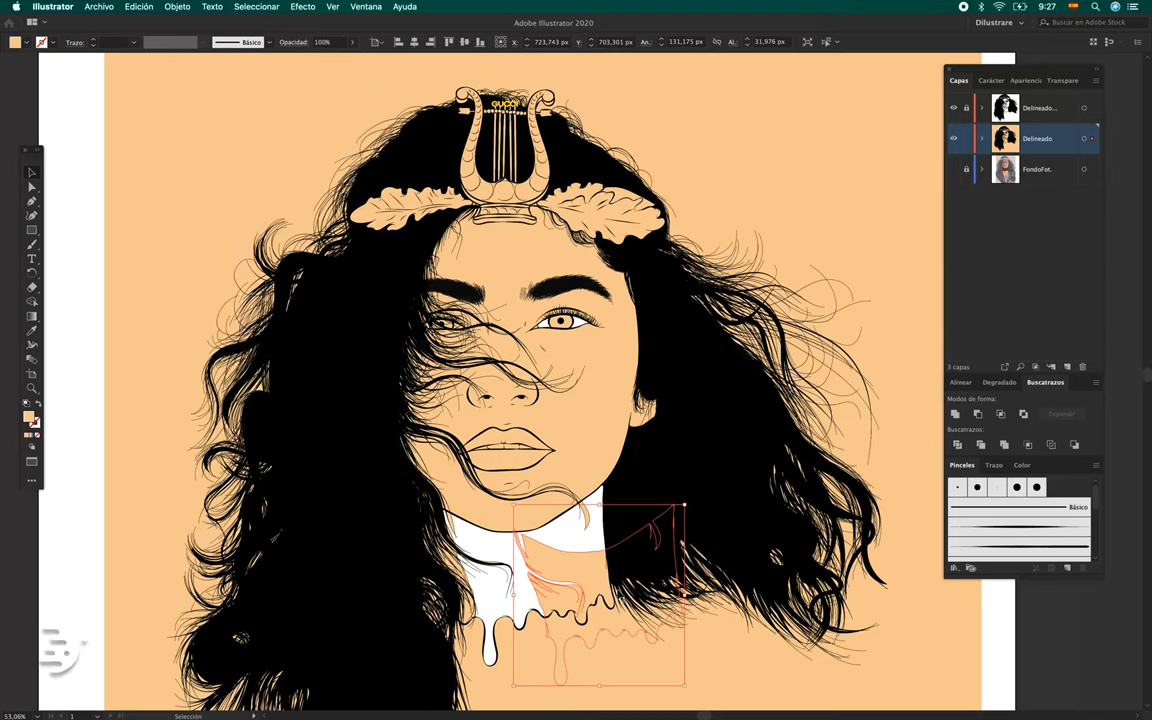 Illustrator Archivo Edición Objeto Texto Seleccionar Efecto Ver Ventana Ayuda 9:27
Adobe Illustrator 2020 Dilustrare Buscar en Adobe Stock
Trazo: Básico Opacidad: 100% X: 723,743 px Y: 703,301 px An.: 131,175 px Al.: 31,976 px
GUCCI
Capas Carácter Aparienci Transpare
Delineado...
Delineado
FondoFot.
3 capas
Alinear Degradado Buscatrazos
Modos de forma:
Expandir
Buscatrazos:
Pinceles Trazo Color
Básico
53,06% 1 Selección